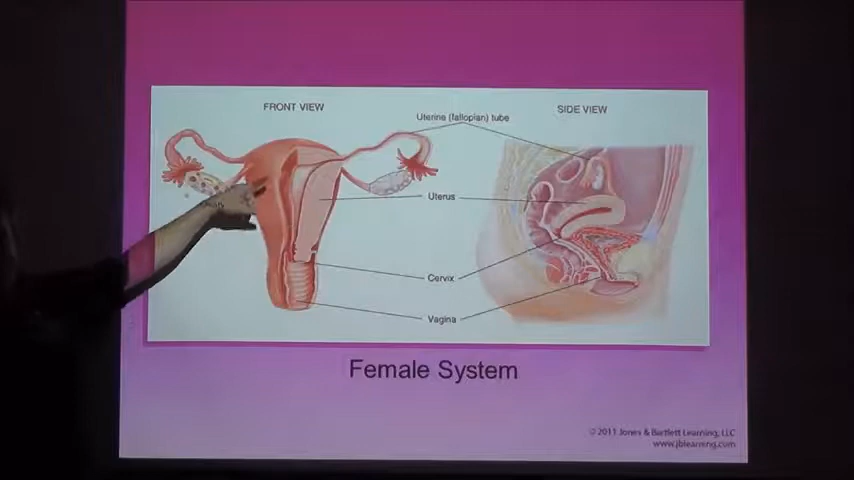 FRONT VIEW
SIDE VIEW
Uterine (fallopian) tube
Uterus
Cervix
Vagina
Female System
© 2011 Jones & Bartlett Learning, LLC
www.jblearning.com